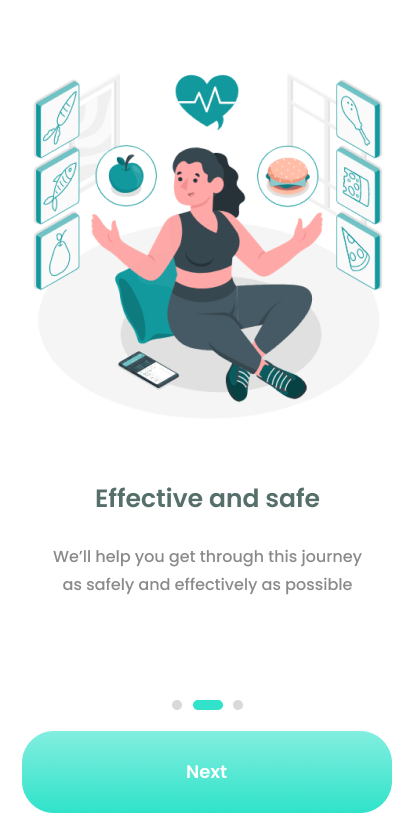 Effective and safe
We’ll help you get through this journey
as safely and effectively as possible
Next